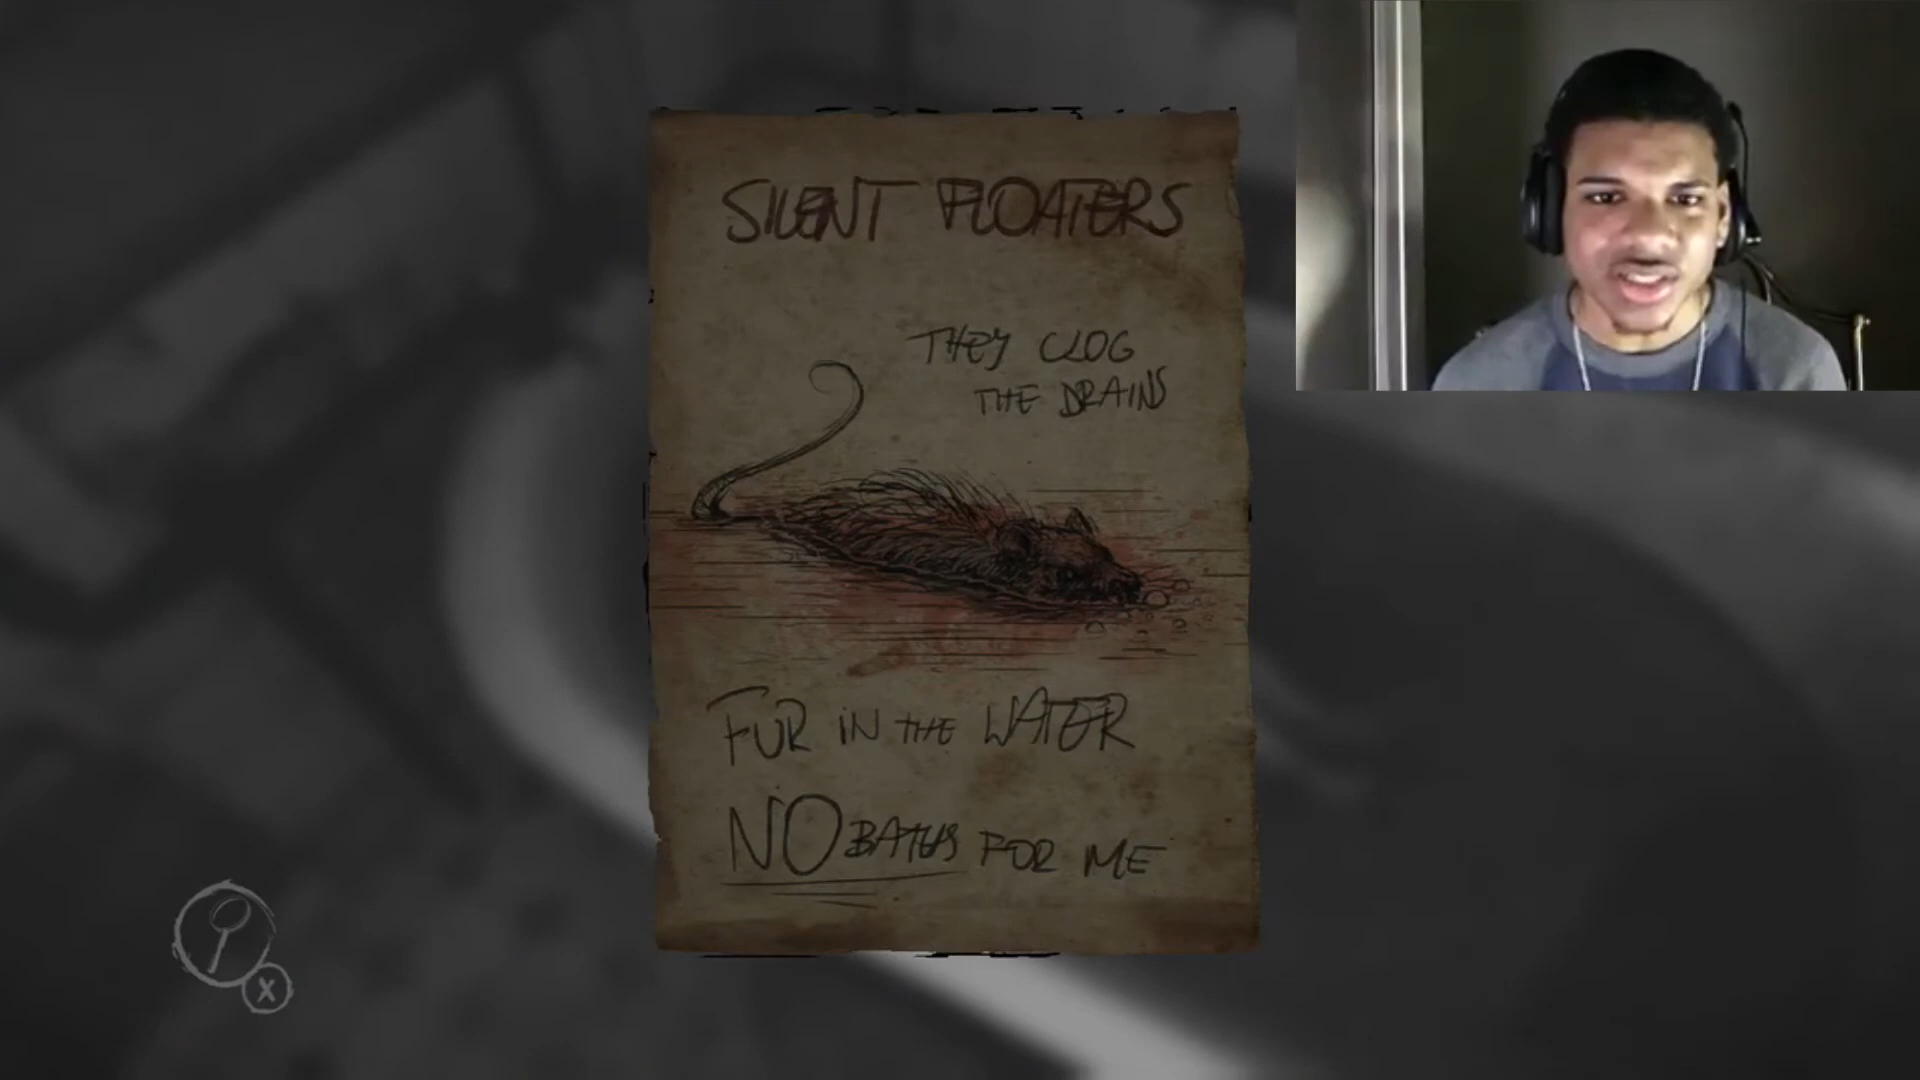 SILENT FLOATERS
THEY CLOG
THE DRAINS
FUR IN THE WATER
NO BATHS FOR ME
X